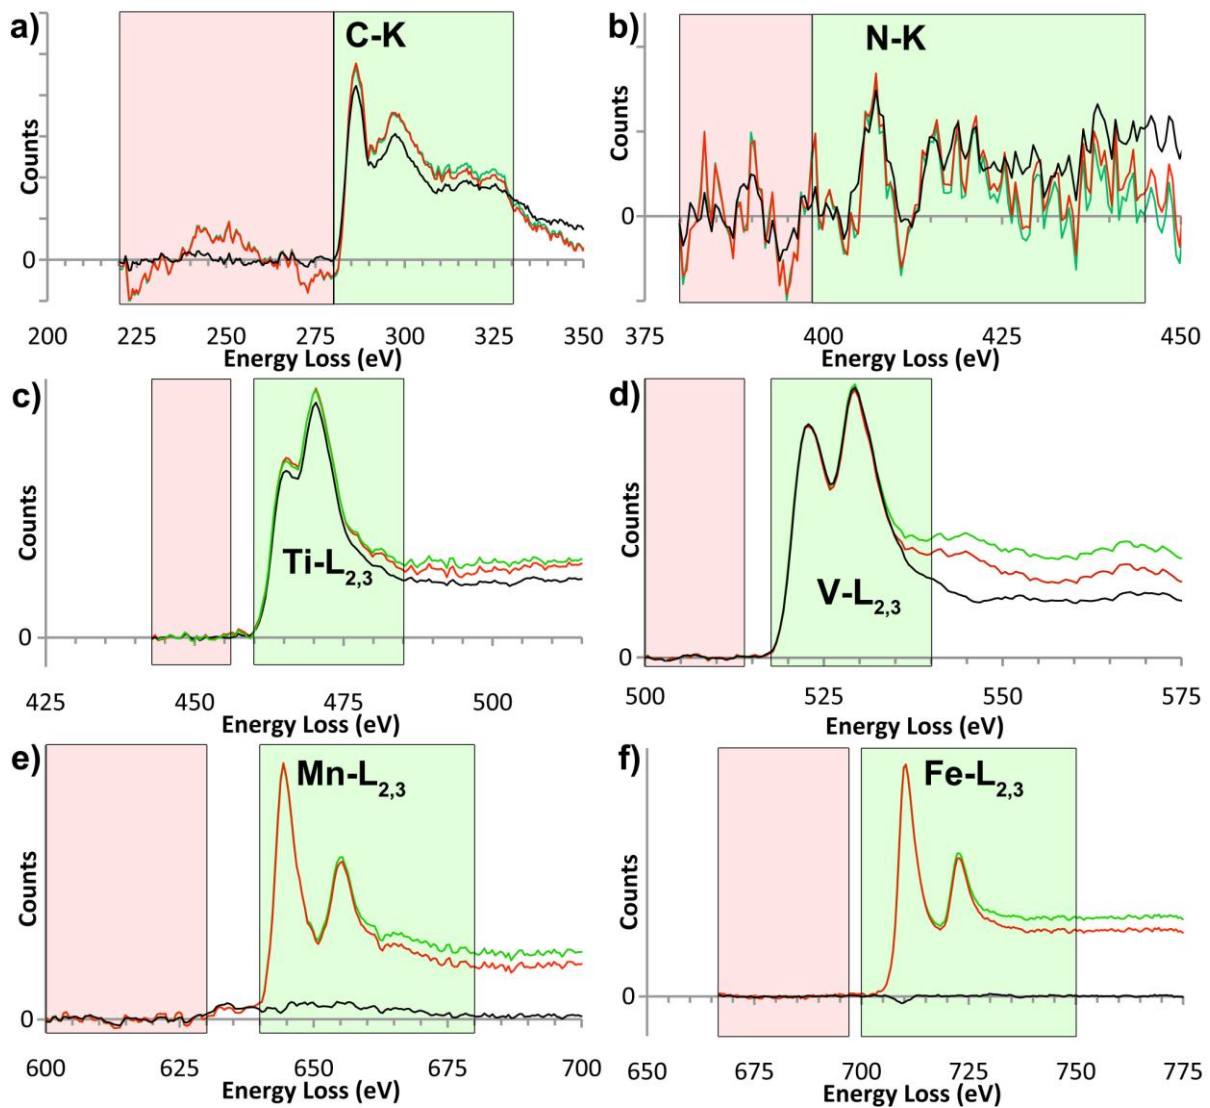 a)
C-K
Counts
0
200 225 250 280 300 325 350
Energy Loss (eV)
b)
N-K
Counts
0
375 400 425 450
Energy Loss (eV)
c)
Ti-L2,3
Counts
0
425 450 475 500
Energy Loss (eV)
d)
V-L2,3
Counts
0
500 525 550 575
Energy Loss (eV)
e)
Mn-L2,3
Counts
0
600 625 650 675 700
Energy Loss (eV)
f)
Fe-L2,3
Counts
0
650 675 700 725 750 775
Energy Loss (eV)